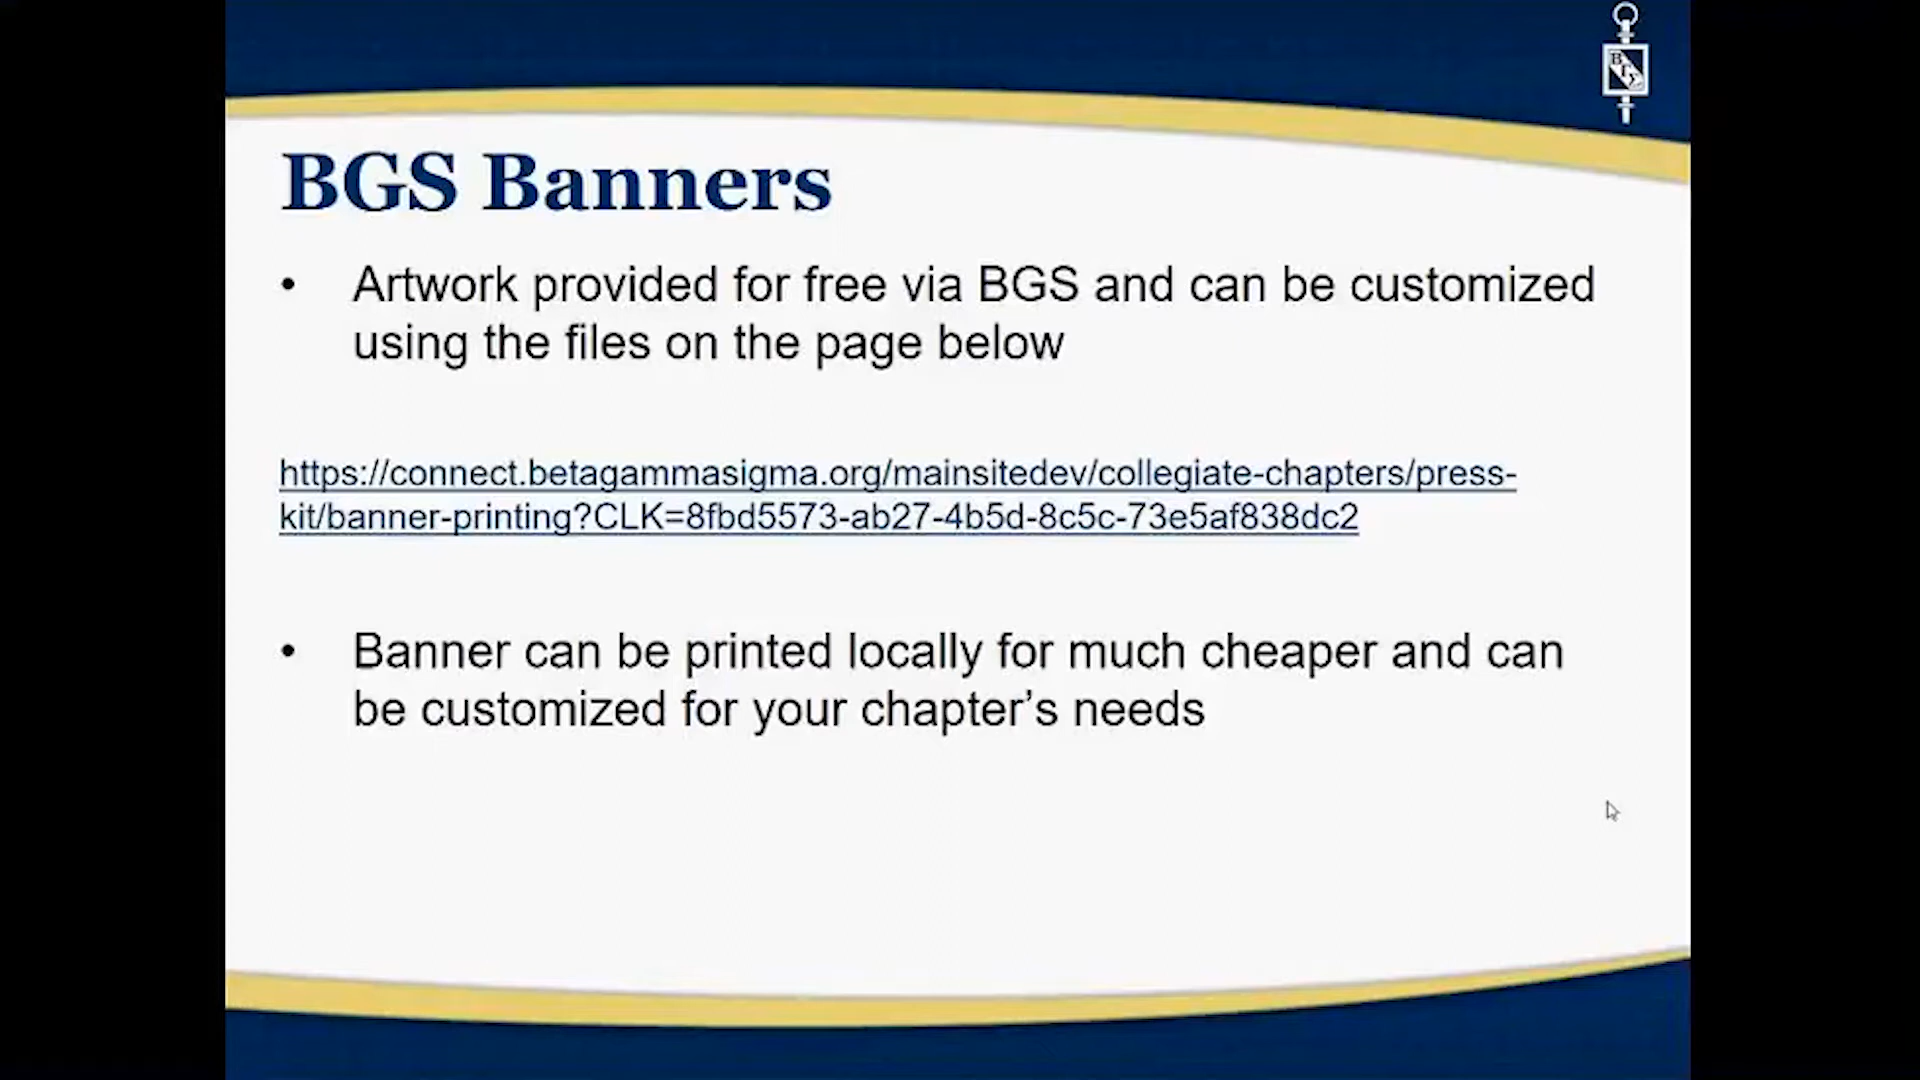 ΒΓΣ
BGS Banners
• Artwork provided for free via BGS and can be customized
using the files on the page below
https://connect.betagammasigma.org/mainsitedev/collegiate-chapters/press-
kit/banner-printing?CLK=8fbd5573-ab27-4b5d-8c5c-73e5af838dc2
• Banner can be printed locally for much cheaper and can
be customized for your chapter’s needs